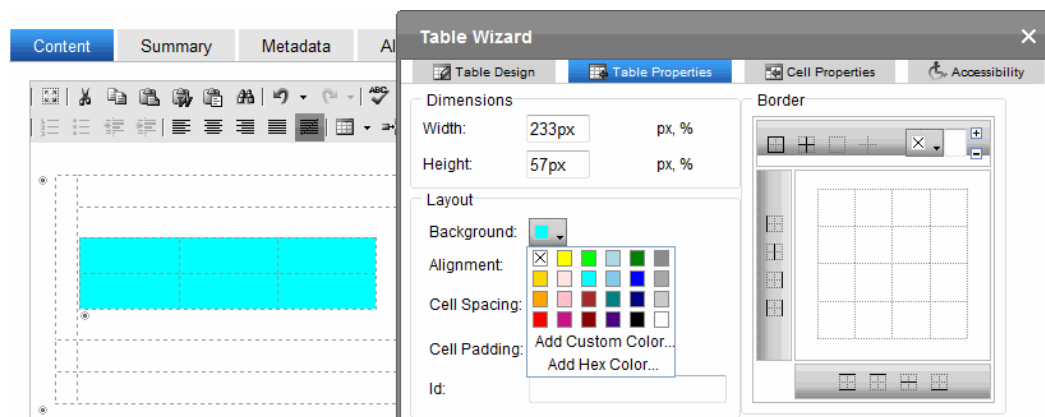 Content Summary Metadata Al
Table Wizard
Table Design Table Properties Cell Properties Accessibility
Dimensions
Width: 233px px, %
Height: 57px px, %
Layout
Background:
Alignment:
Cell Spacing:
Cell Padding:
Add Custom Color...
Add Hex Color...
Id:
Border
ABC